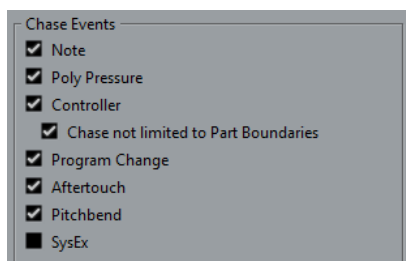 Chase Events
Note
Poly Pressure
Controller
Chase not limited to Part Boundaries
Program Change
Aftertouch
Pitchbend
SysEx